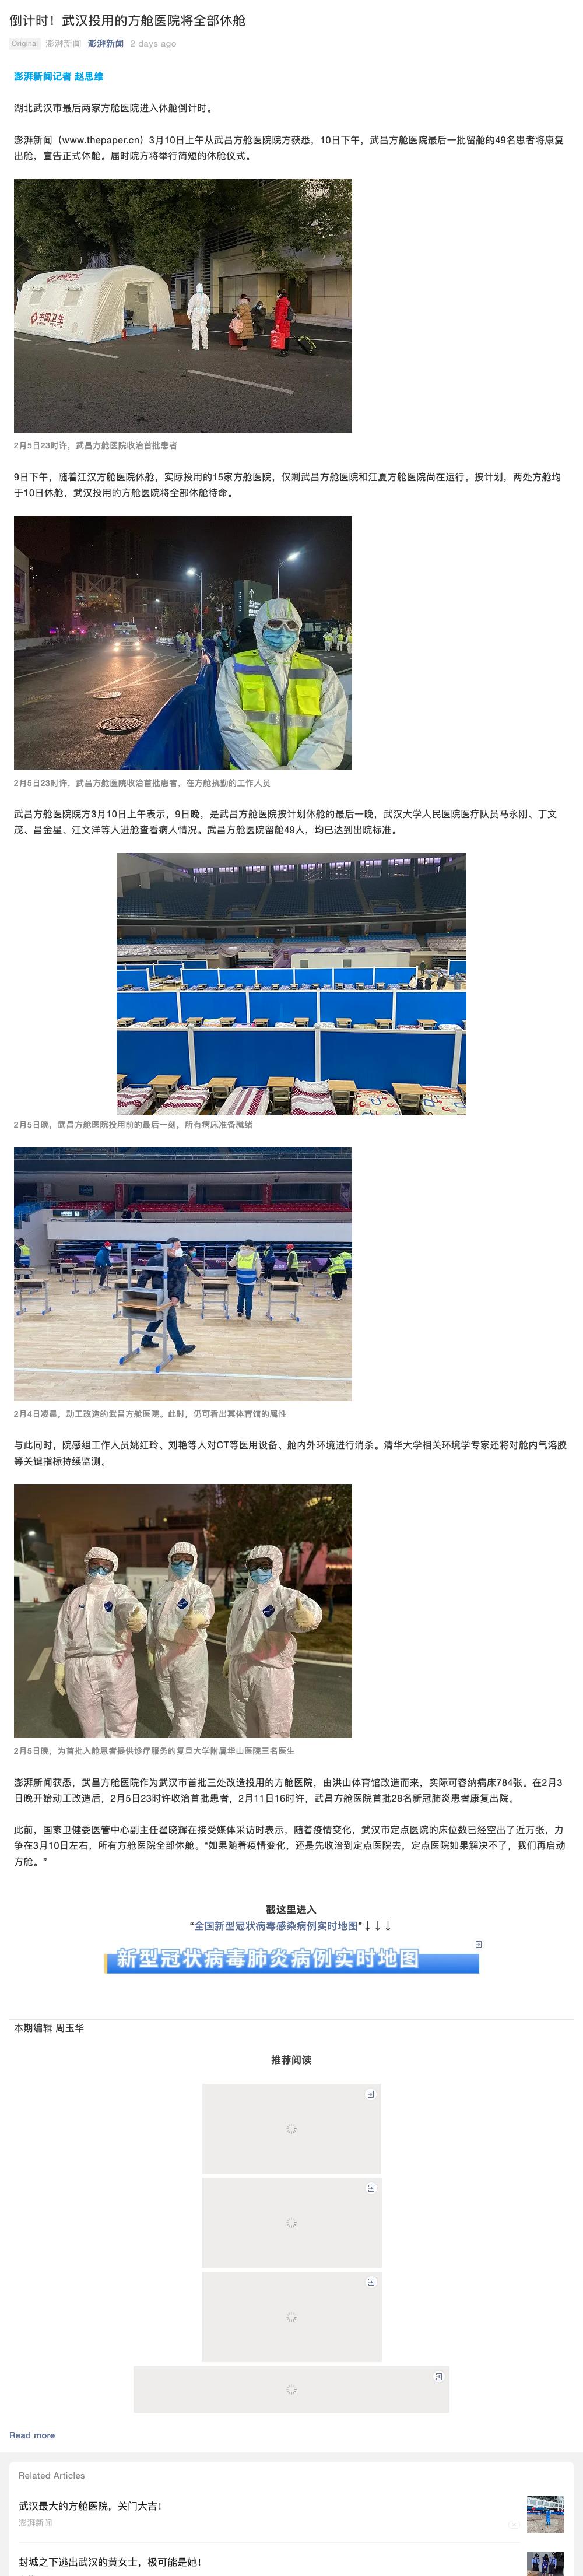 倒计时！武汉投用的方舱医院将全部休舱
Original 澎湃新闻 澎湃新闻 2 days ago
澎湃新闻记者 赵思维
湖北武汉市最后两家方舱医院进入休舱倒计时。
澎湃新闻（www.thepaper.cn）3月10日上午从武昌方舱医院院方获悉，10日下午，武昌方舱医院最后一批留舱的49名患者将康复
出舱，宣告正式休舱。届时院方将举行简短的休舱仪式。
中国卫生
2月5日23时许，武昌方舱医院收治首批患者
9日下午，随着江汉方舱医院休舱，实际投用的15家方舱医院，仅剩武昌方舱医院和江夏方舱医院尚在运行。按计划，两处方舱均
于10日休舱，武汉投用的方舱医院将全部休舱待命。
2月5日23时许，武昌方舱医院收治首批患者，在方舱执勤的工作人员
武昌方舱医院院方3月10日上午表示，9日晚，是武昌方舱医院按计划休舱的最后一晚，武汉大学人民医院医疗队员马永刚、丁文
茂、昌金星、江文洋等人进舱查看病人情况。武昌方舱医院留舱49人，均已达到出院标准。
2月5日晚，武昌方舱医院投用前的最后一刻，所有病床准备就绪
2月4日凌晨，动工改造的武昌方舱医院。此时，仍可看出其体育馆的属性
与此同时，院感组工作人员姚红玲、刘艳等人对CT等医用设备、舱内外环境进行消杀。清华大学相关环境学专家还将对舱内气溶胶
等关键指标持续监测。
2月5日晚，为首批入舱患者提供诊疗服务的复旦大学附属华山医院三名医生
澎湃新闻获悉，武昌方舱医院作为武汉市首批三处改造投用的方舱医院，由洪山体育馆改造而来，实际可容纳病床784张。在2月3
日晚开始动工改造后，2月5日23时许收治首批患者，2月11日16时许，武昌方舱医院首批28名新冠肺炎患者康复出院。
此前，国家卫健委医管中心副主任翟晓辉在接受媒体采访时表示，随着疫情变化，武汉市定点医院的床位数已经空出了近万张，力
争在3月10日左右，所有方舱医院全部休舱。“如果随着疫情变化，还是先收治到定点医院去，定点医院如果解决不了，我们再启动
方舱。”
戳这里进入
“全国新型冠状病毒感染病例实时地图”↓↓↓
新型冠状病毒肺炎病例实时地图
本期编辑 周玉华
推荐阅读
Read more
Related Articles
武汉最大的方舱医院，关门大吉！
澎湃新闻
封城之下逃出武汉的黄女士，极可能是她！